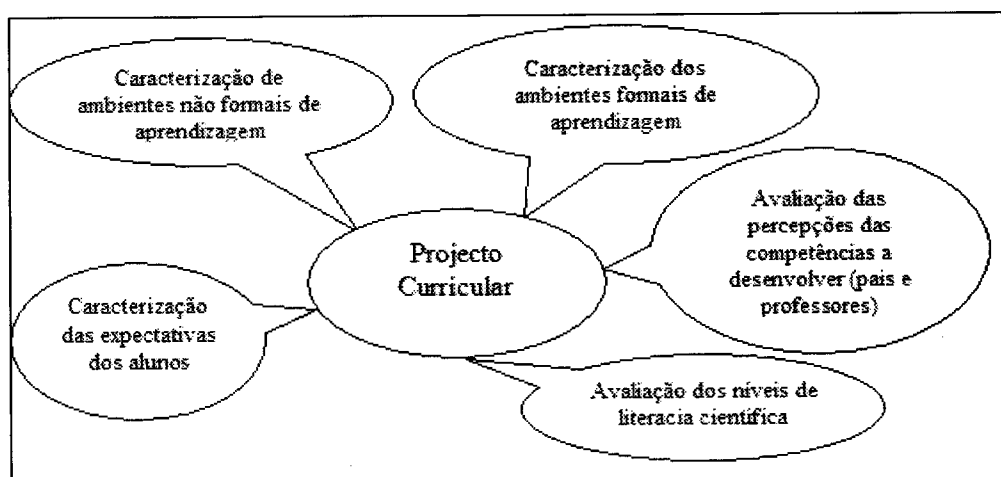 Caracterização de
ambientes não formais de
aprendizagem
Caracterização dos
ambientes formais de
aprendizagem
Avaliação das
percepções das
competências a
desenvolver (pais e
professores)
Projecto
Curricular
Caracterização
das expectativas
dos alunos
Avaliação dos níveis de
literacia científica